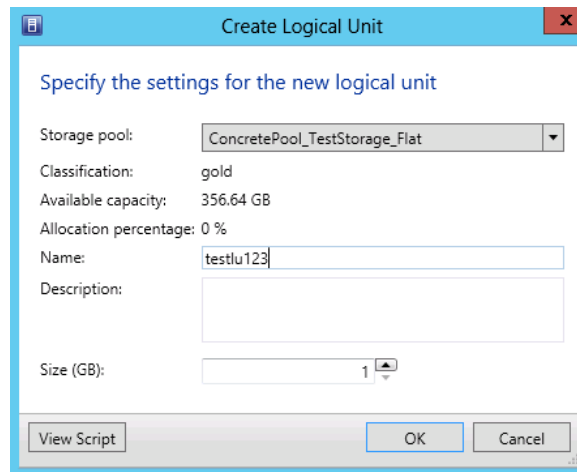 Create Logical Unit
x
Specify the settings for the new logical unit
Storage pool: ConcretePool_TestStorage_Flat
Classification: gold
Available capacity: 356.64 GB
Allocation percentage: 0 %
Name: testlu123
Description:
Size (GB): 1
View Script OK Cancel